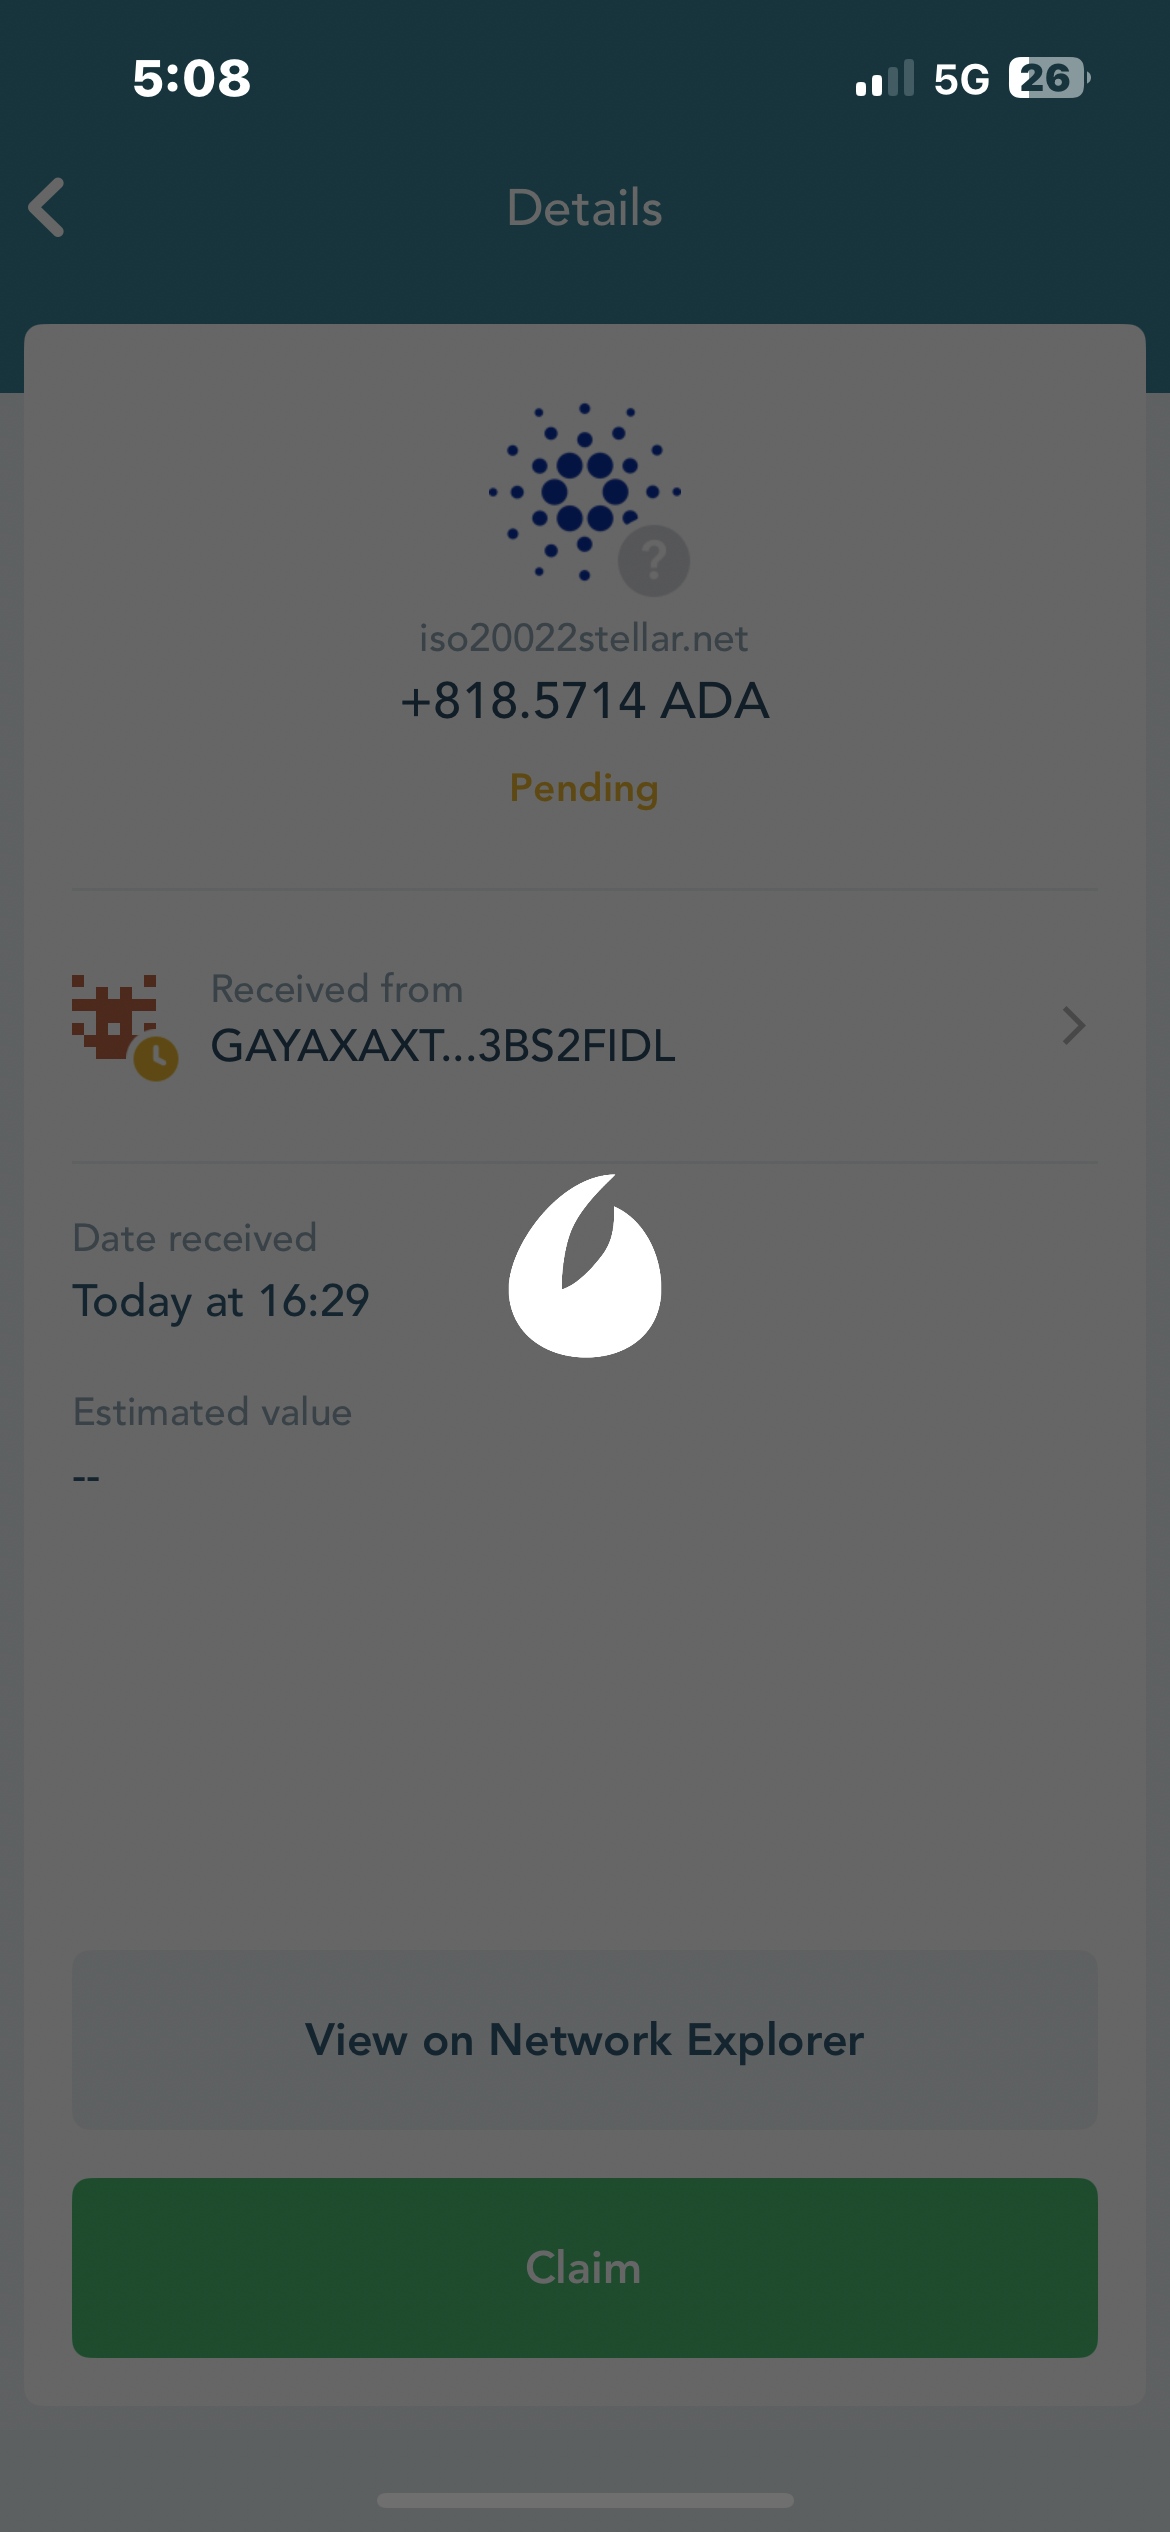 5:08
5G 26
Details
?
iso20022stellar.net
+818.5714 ADA
Pending
Received from
GAYAXAXT...3BS2FIDL
Date received
Today at 16:29
Estimated value
--
View on Network Explorer
Claim